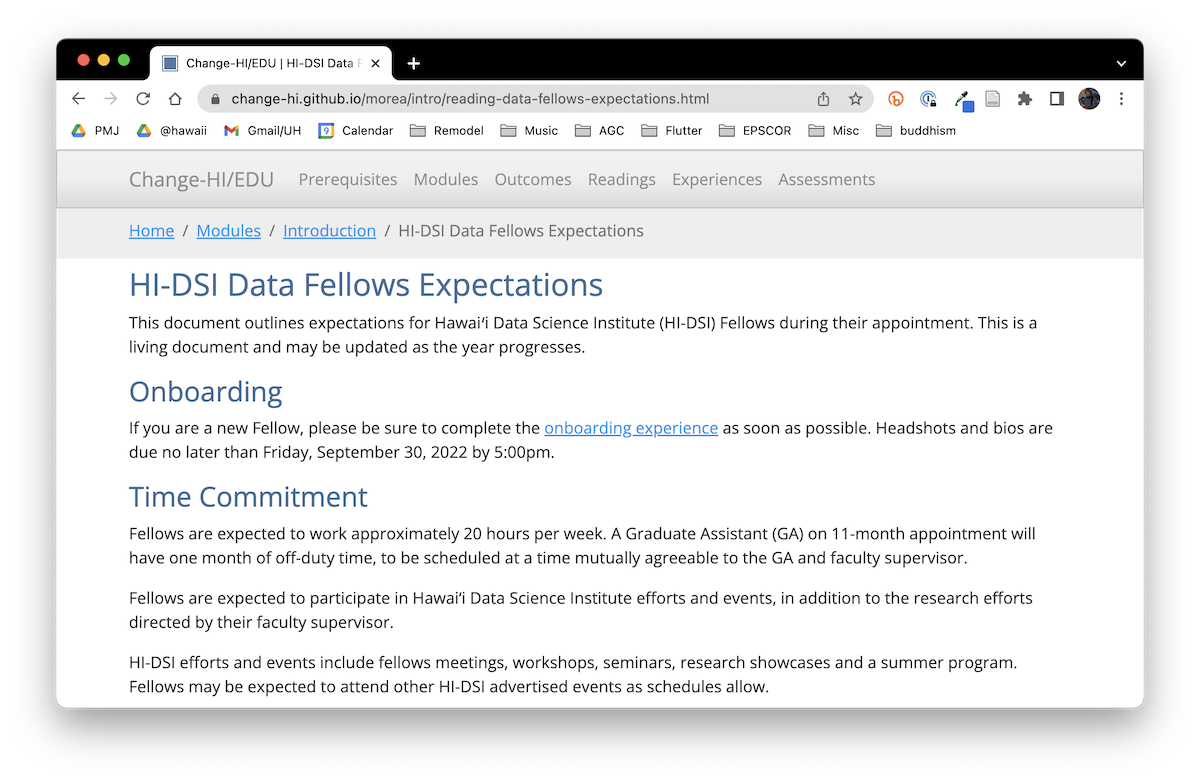 Change-HI/EDU | HI-DSI Data F
change-hi.github.io/morea/intro/reading-data-fellows-expectations.html
PMJ @hawaii Gmail/UH 9 Calendar Remodel Music AGC Flutter EPSCOR Misc buddhism
Change-HI/EDU Prerequisites Modules Outcomes Readings Experiences Assessments
Home / Modules / Introduction / HI-DSI Data Fellows Expectations
HI-DSI Data Fellows Expectations
This document outlines expectations for Hawaiʻi Data Science Institute (HI-DSI) Fellows during their appointment. This is a
living document and may be updated as the year progresses.
Onboarding
If you are a new Fellow, please be sure to complete the onboarding experience as soon as possible. Headshots and bios are
due no later than Friday, September 30, 2022 by 5:00pm.
Time Commitment
Fellows are expected to work approximately 20 hours per week. A Graduate Assistant (GA) on 11-month appointment will
have one month of off-duty time, to be scheduled at a time mutually agreeable to the GA and faculty supervisor.
Fellows are expected to participate in Hawaiʻi Data Science Institute efforts and events, in addition to the research efforts
directed by their faculty supervisor.
HI-DSI efforts and events include fellows meetings, workshops, seminars, research showcases and a summer program.
Fellows may be expected to attend other HI-DSI advertised events as schedules allow.